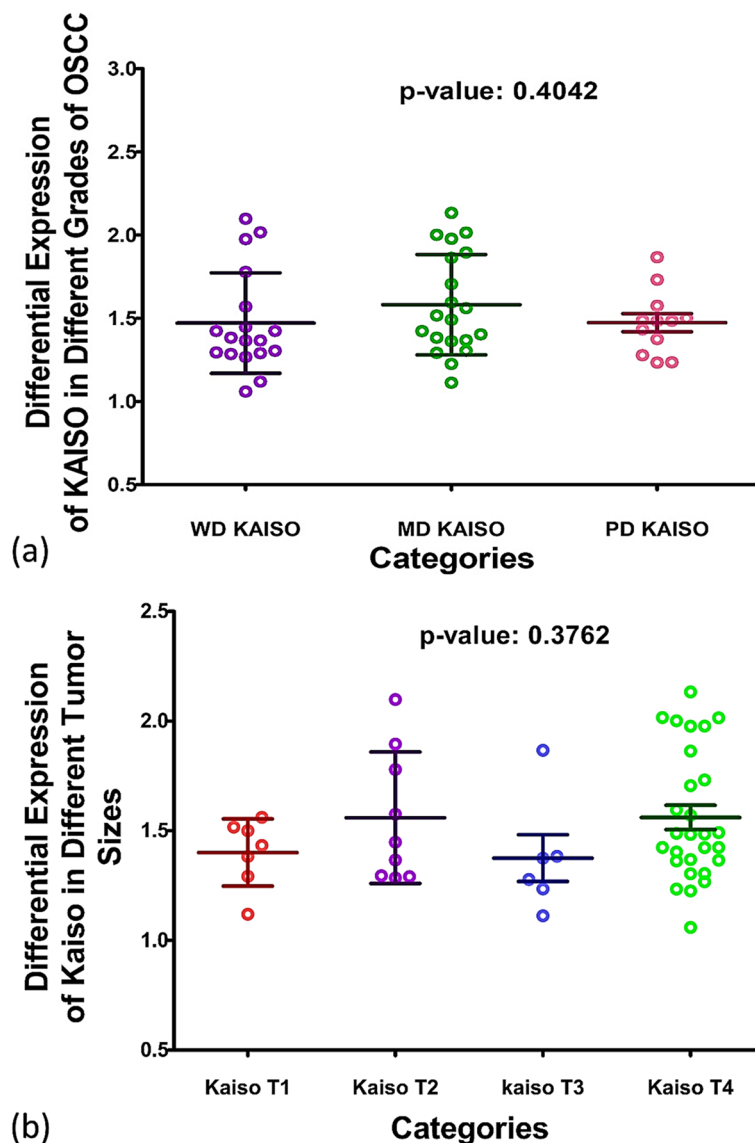 Differential Expression
of KAISO in Different Grades of OSCC
3.0
2.5
2.0
1.5
1.0
0.5
p-value: 0.4042
WD KAISO
MD KAISO
PD KAISO
Categories
(a)
Differential Expression
of Kaiso in Different Tumor
Sizes
2.5
2.0
1.5
1.0
0.5
p-value: 0.3762
Kaiso T1
Kaiso T2
kaiso T3
Kaiso T4
Categories
(b)